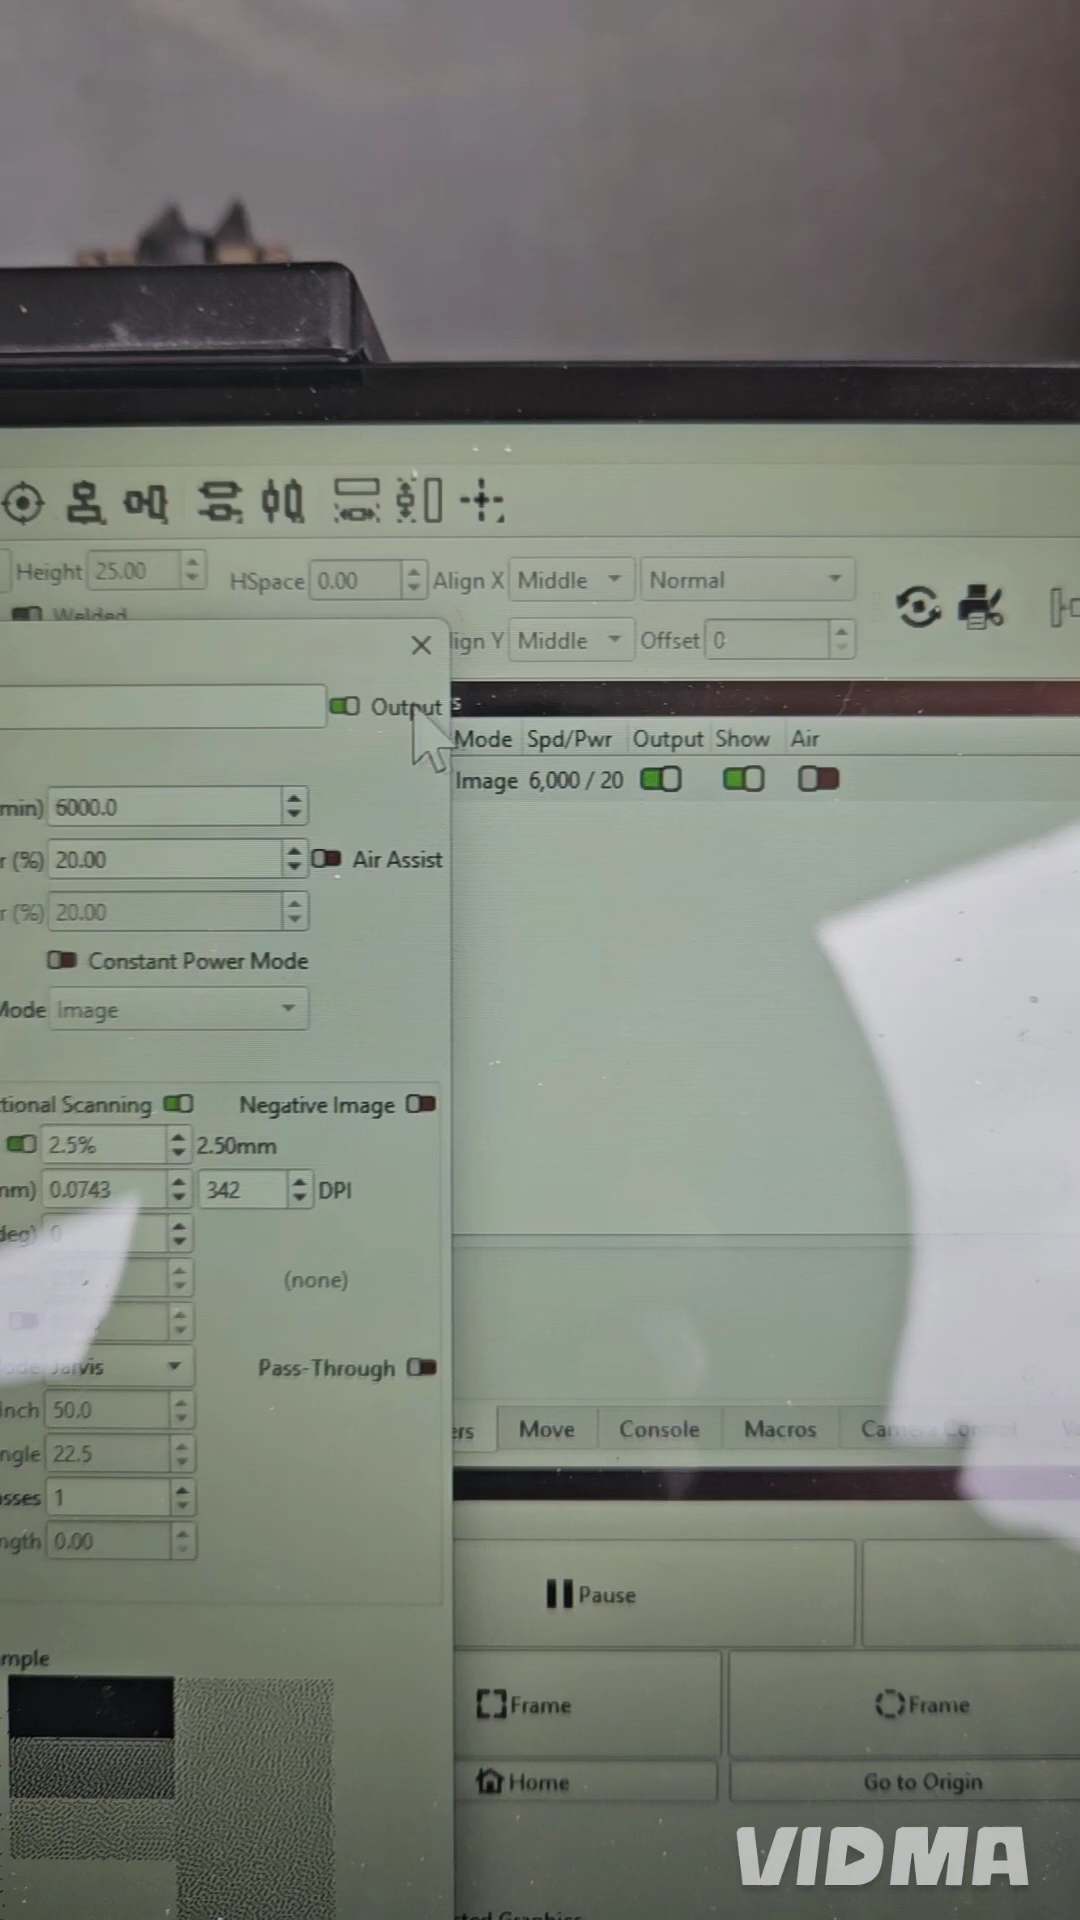 Height 25.00
HSpace 0.00 Align X Middle Normal
Welded
lign Y Middle Offset 0
Output s
Mode Spd/Pwr Output Show Air
Image 6,000 / 20
min) 6000.0
r (%) 20.00 Air Assist
r (%) 20.00
Constant Power Mode
Mode Image
tional Scanning Negative Image
2.5% 2.50mm
nm) 0.0743 342 DPI
deg) 0
(none)
ode Jarvis Pass-Through
Inch 50.0
ers Move Console Macros Camera Control
ngle 22.5
asses 1
ngth 0.00
Pause
mple
Frame Frame
Home Go to Origin
VIDMA